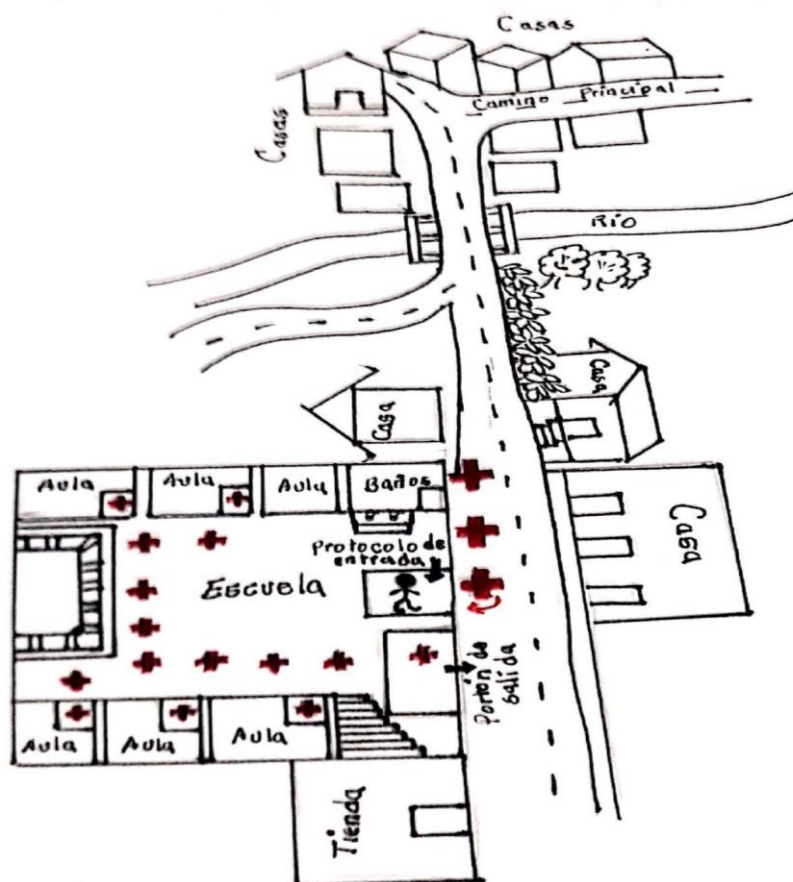 Casas
Camino Principal
Casas
Río
Casa
Casa
Aula
Aula
Aula
Baños
Casa
Protocolo de
entrada
Escuela
Portón de
salida
Aula
Aula
Aula
Tienda